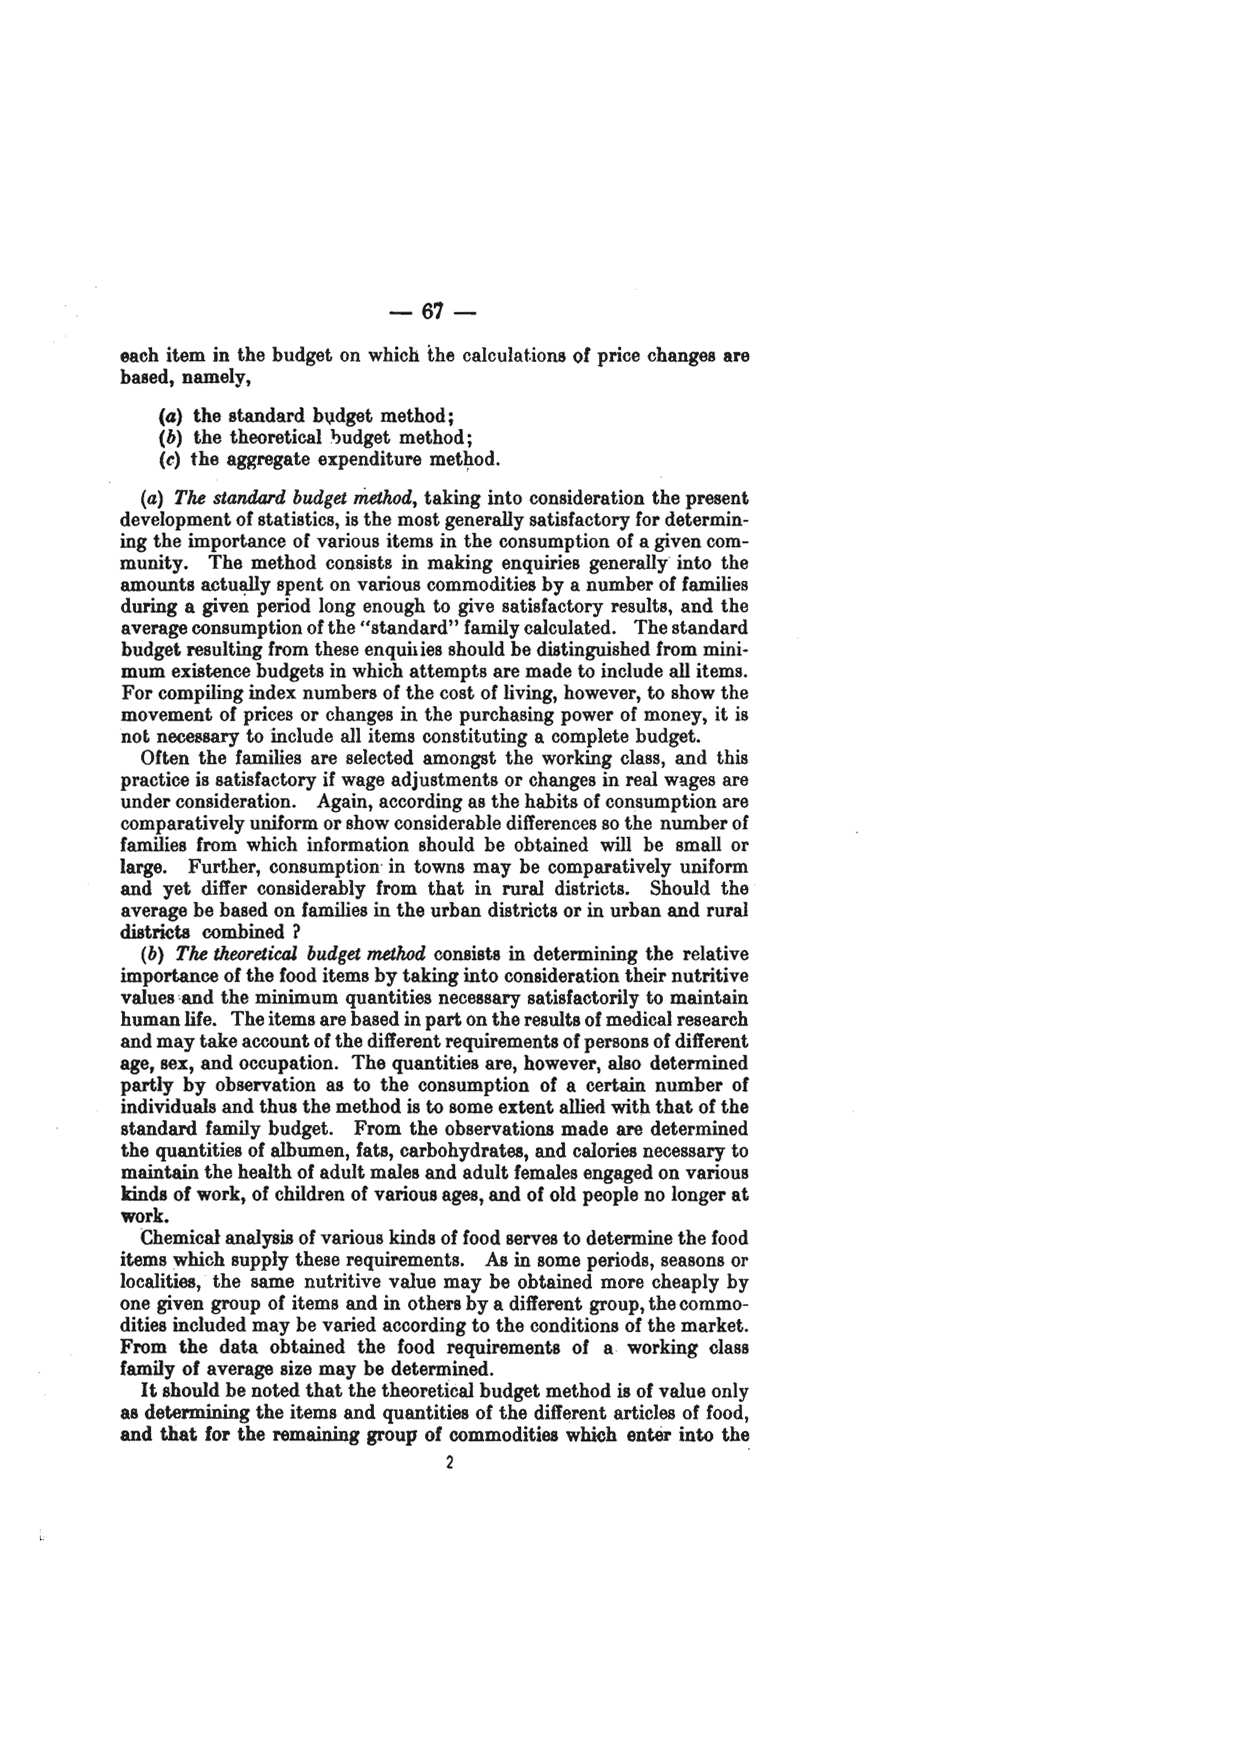 — 67 —
each item in the budget on which the calculations of price changes are
based, namely,
(a) the standard budget method;
(b) the theoretical budget method;
(c) the aggregate expenditure method.
(a) The standard budget method, taking into consideration the present
development of statistics, is the most generally satisfactory for determin-
ing the importance of various items in the consumption of a given com-
munity. The method consists in making enquiries generally into the
amounts actually spent on various commodities by a number of families
during a given period long enough to give satisfactory results, and the
average consumption of the “standard” family calculated. The standard
budget resulting from these enquiries should be distinguished from mini-
mum existence budgets in which attempts are made to include all items.
For compiling index numbers of the cost of living, however, to show the
movement of prices or changes in the purchasing power of money, it is
not necessary to include all items constituting a complete budget.
Often the families are selected amongst the working class, and this
practice is satisfactory if wage adjustments or changes in real wages are
under consideration. Again, according as the habits of consumption are
comparatively uniform or show considerable differences so the number of
families from which information should be obtained will be small or
large. Further, consumption in towns may be comparatively uniform
and yet differ considerably from that in rural districts. Should the
average be based on families in the urban districts or in urban and rural
districts combined ?
(b) The theoretical budget method consists in determining the relative
importance of the food items by taking into consideration their nutritive
values and the minimum quantities necessary satisfactorily to maintain
human life. The items are based in part on the results of medical research
and may take account of the different requirements of persons of different
age, sex, and occupation. The quantities are, however, also determined
partly by observation as to the consumption of a certain number of
individuals and thus the method is to some extent allied with that of the
standard family budget. From the observations made are determined
the quantities of albumen, fats, carbohydrates, and calories necessary to
maintain the health of adult males and adult females engaged on various
kinds of work, of children of various ages, and of old people no longer at
work.
Chemical analysis of various kinds of food serves to determine the food
items which supply these requirements. As in some periods, seasons or
localities, the same nutritive value may be obtained more cheaply by
one given group of items and in others by a different group, the commo-
dities included may be varied according to the conditions of the market.
From the data obtained the food requirements of a working class
family of average size may be determined.
It should be noted that the theoretical budget method is of value only
as determining the items and quantities of the different articles of food,
and that for the remaining group of commodities which enter into the
2